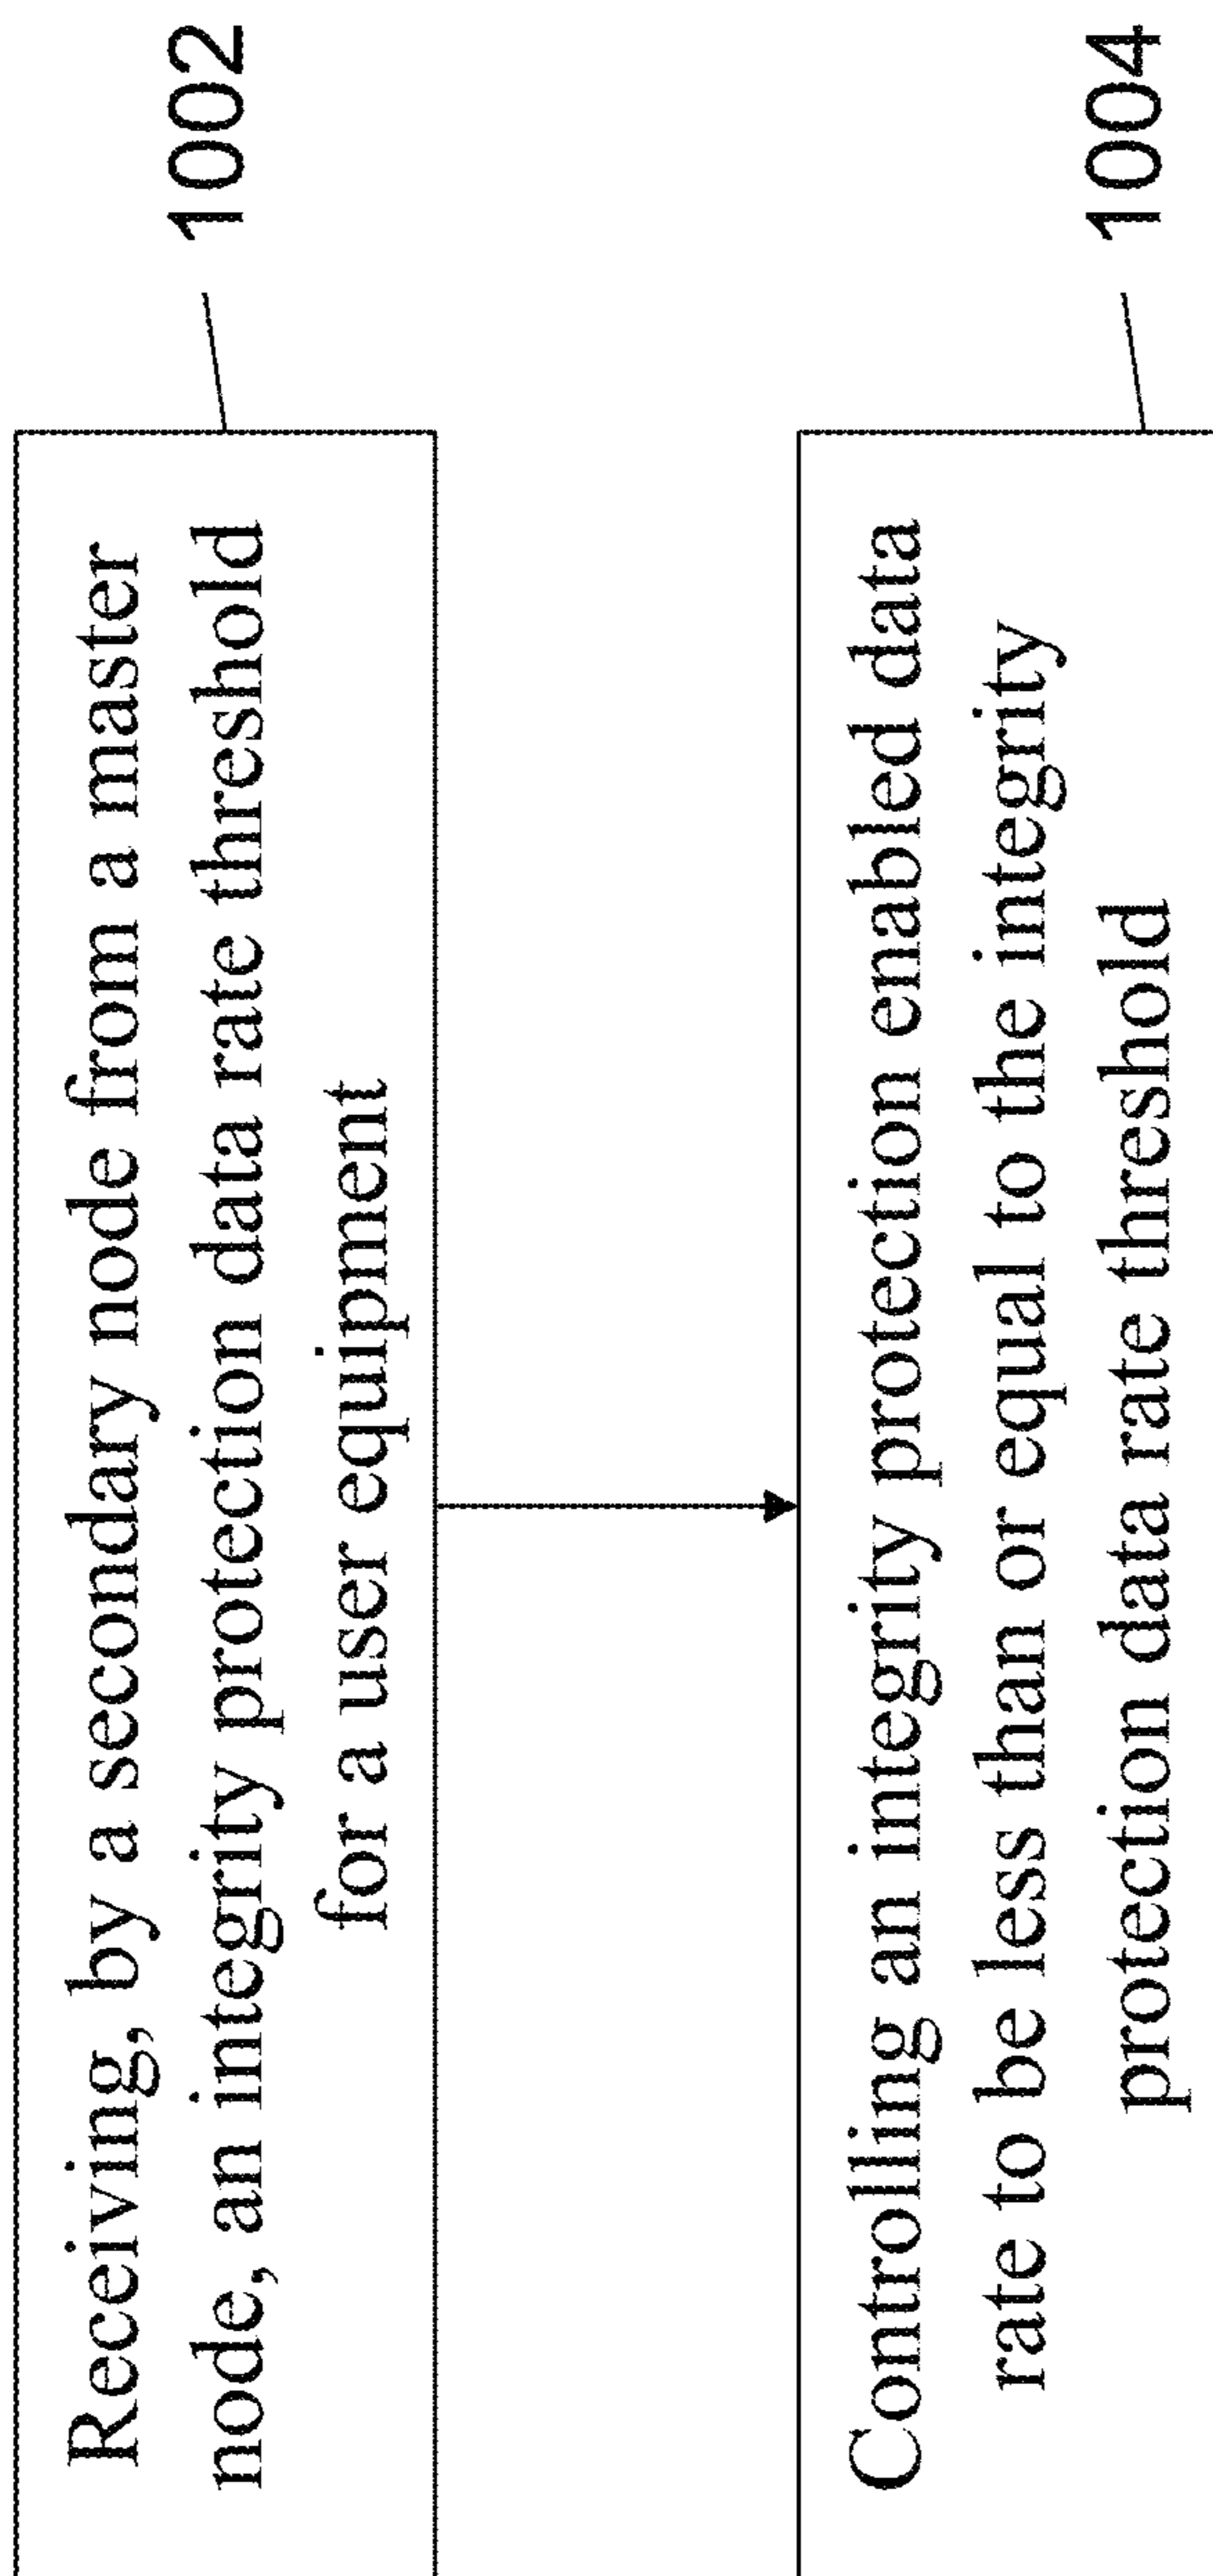 Receiving, by a secondary node from a master
node, an integrity protection data rate threshold
for a user equipment
1002
Controlling an integrity protection enabled data
rate to be less than or equal to the integrity
protection data rate threshold
1004